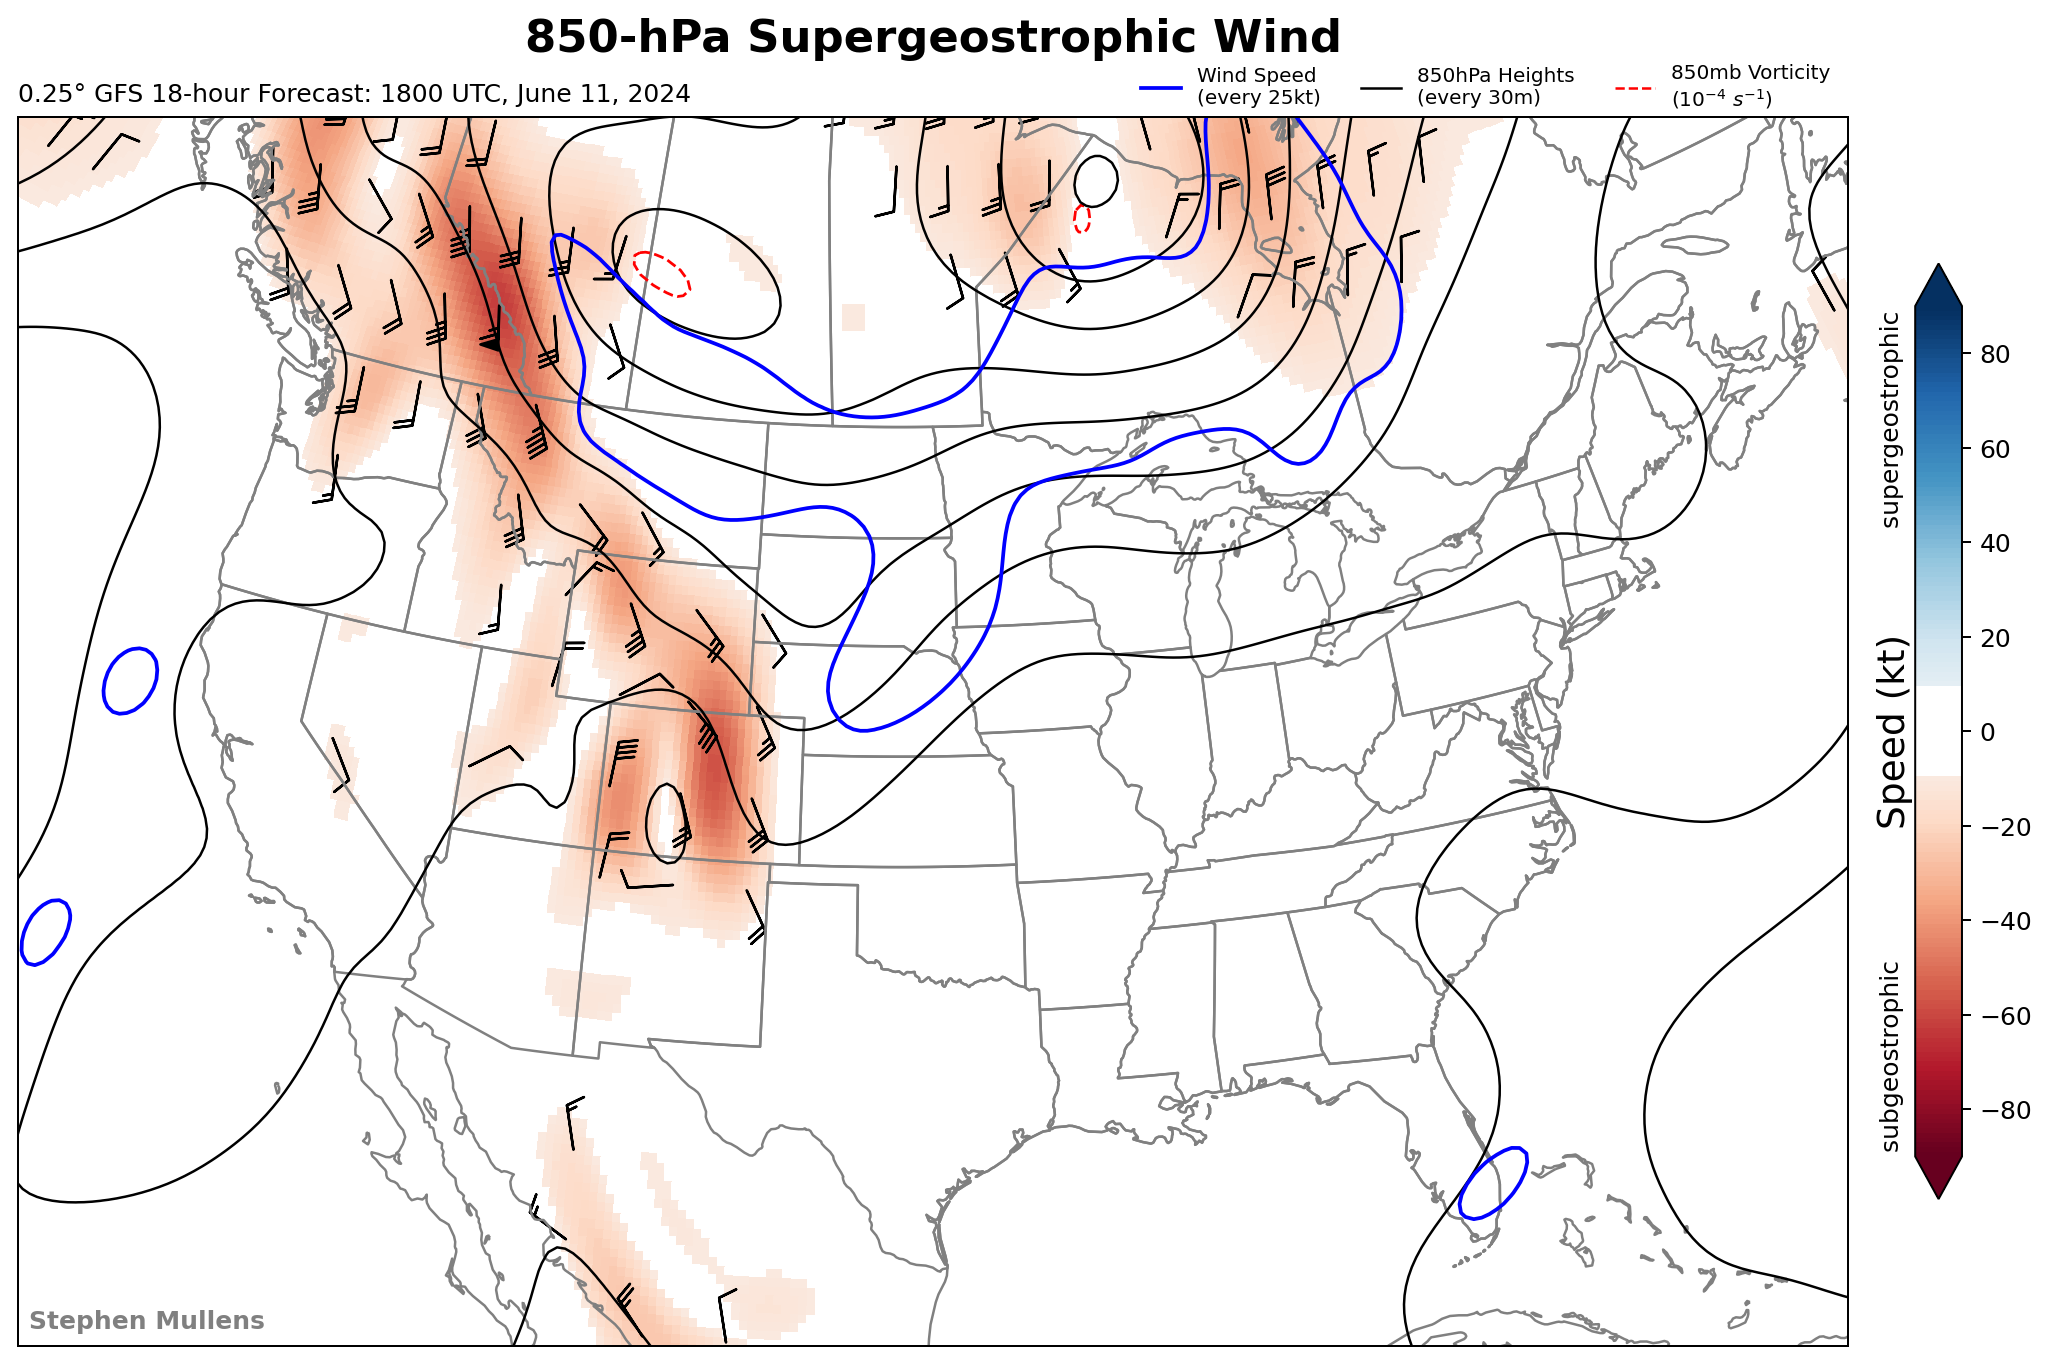 850-hPa Supergeostrophic Wind
0.25° GFS 18-hour Forecast: 1800 UTC, June 11, 2024
Wind Speed
(every 25kt)
850hPa Heights
(every 30m)
850mb Vorticity
(10⁻⁴ s⁻¹)
supergeostrophic
Speed (kt)
subgeostrophic
80
60
40
20
0
−20
−40
−60
−80
Stephen Mullens